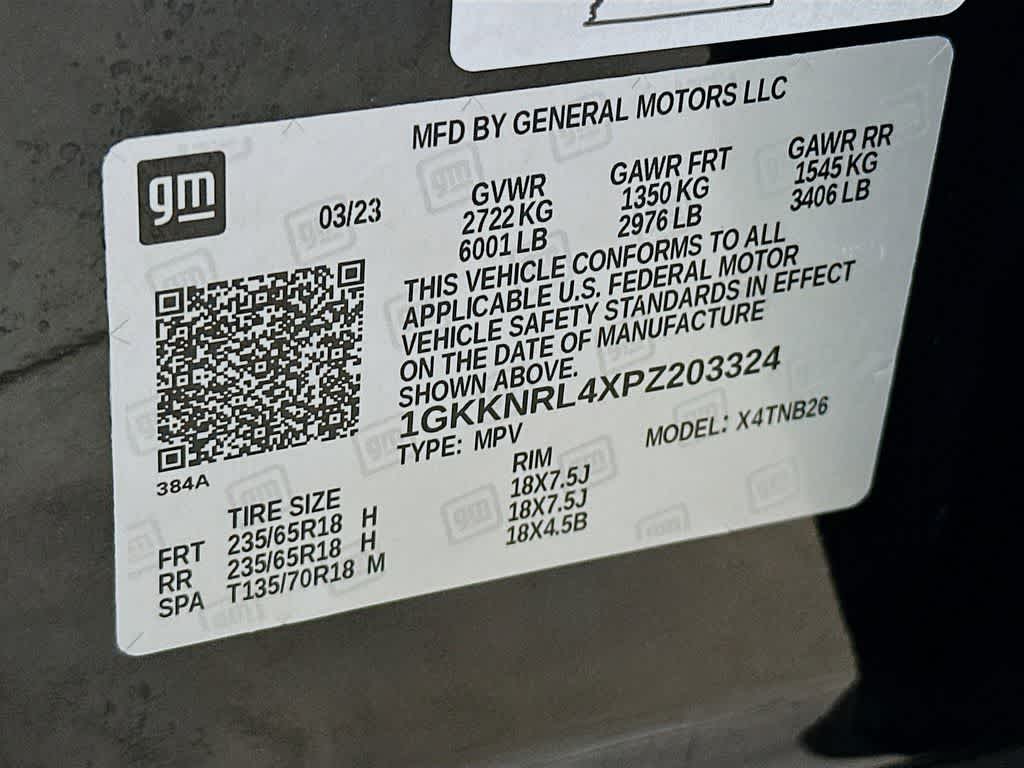 MFD BY GENERAL MOTORS LLC
gm
03/23
GVWR
2722 KG
6001 LB
GAWR FRT
1350 KG
2976 LB
GAWR RR
1545 KG
3406 LB
THIS VEHICLE CONFORMS TO ALL
APPLICABLE U.S. FEDERAL MOTOR
VEHICLE SAFETY STANDARDS IN EFFECT
ON THE DATE OF MANUFACTURE
SHOWN ABOVE.
1GKKNRL4XPZ203324
TYPE: MPV MODEL: X4TNB26
384A
TIRE SIZE RIM
FRT 235/65R18 H 18X7.5J
RR 235/65R18 H 18X7.5J
SPA T135/70R18 M 18X4.5B